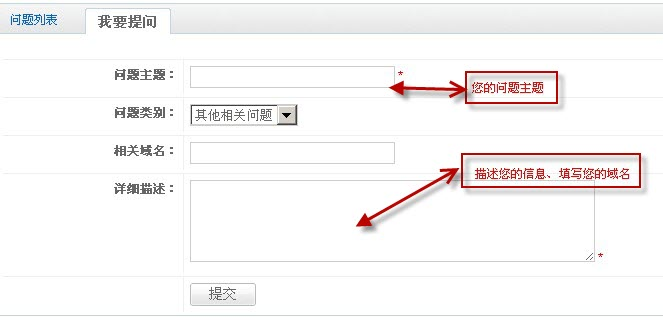 问题列表 我要提问
问题主题： *
您的问题主题
问题类别： 其他相关问题
相关域名：
描述您的信息、填写您的域名
详细描述： *
提交